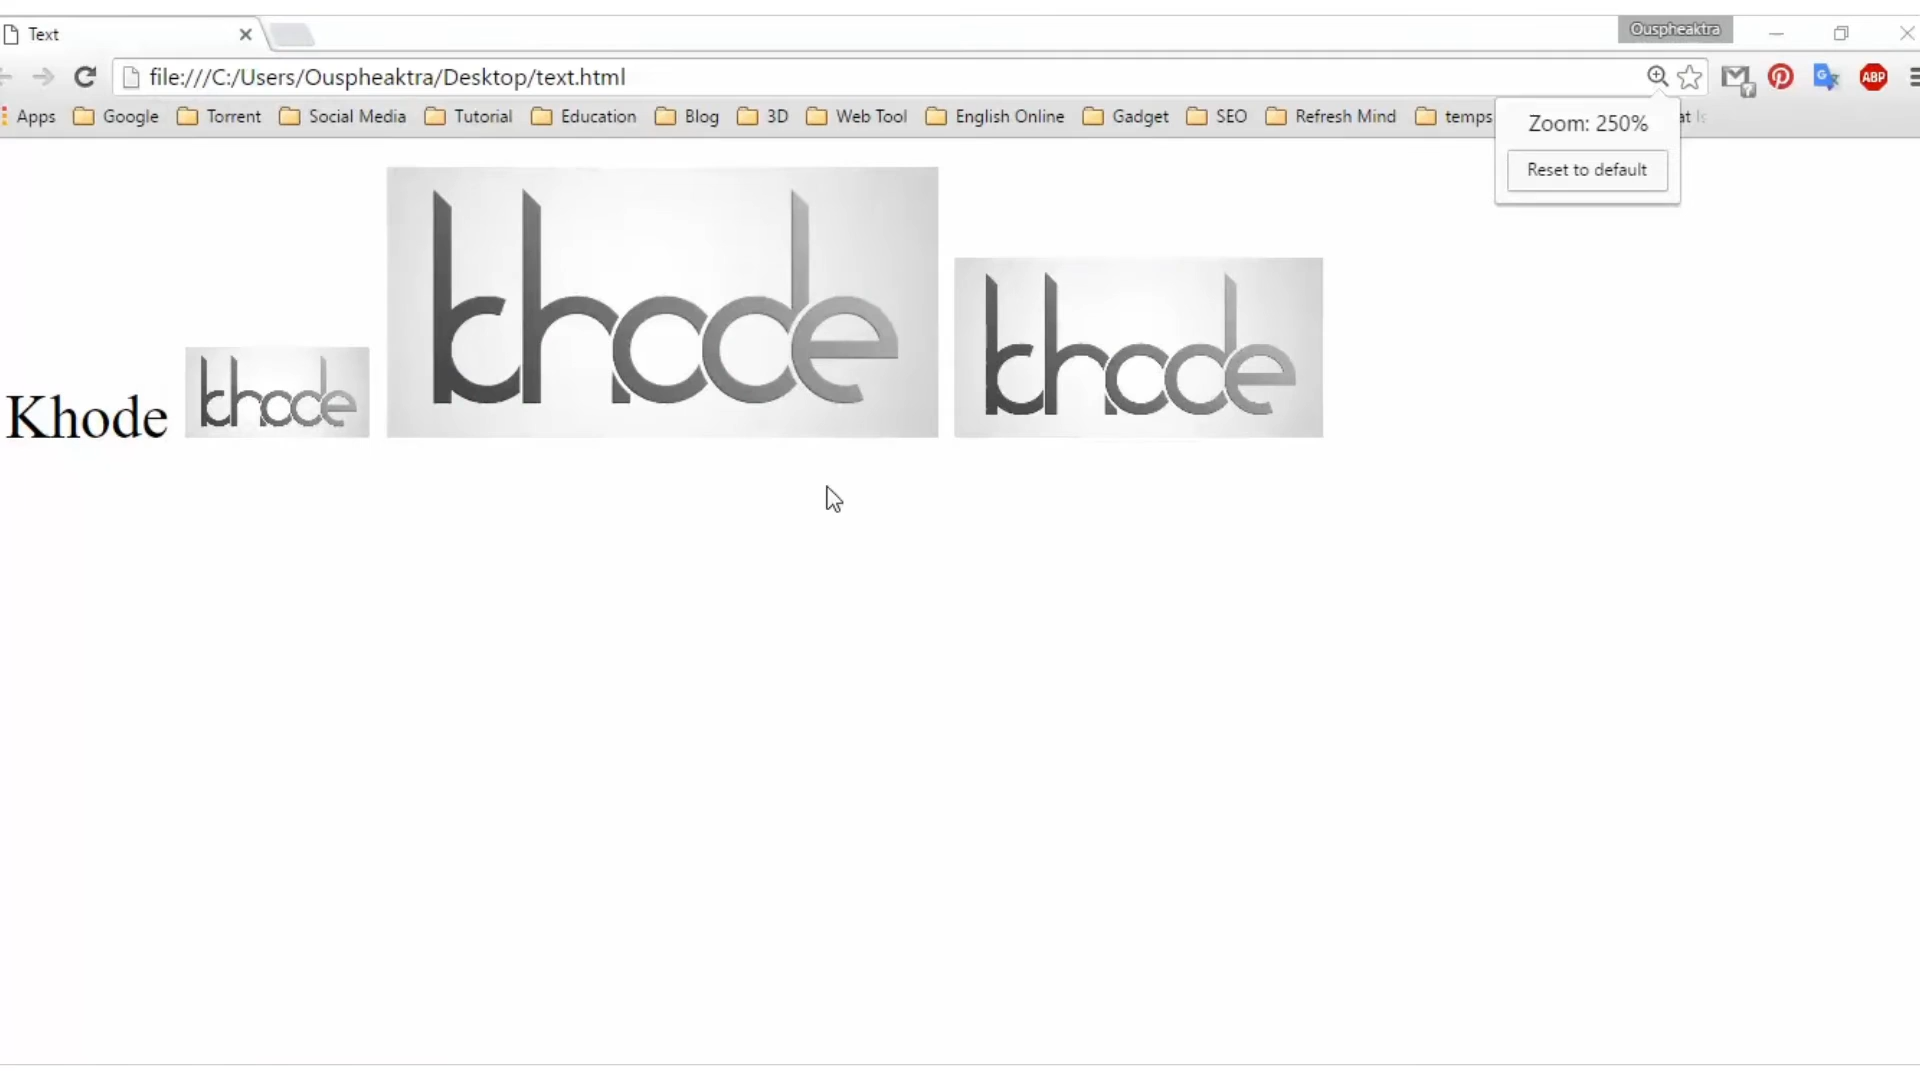 Text
Ouspheaktra
file:///C:/Users/Ouspheaktra/Desktop/text.html
ABP
Apps Google Torrent Social Media Tutorial Education Blog 3D Web Tool English Online Gadget SEO Refresh Mind temps
Zoom: 250%
Reset to default
Khode khode khode khode